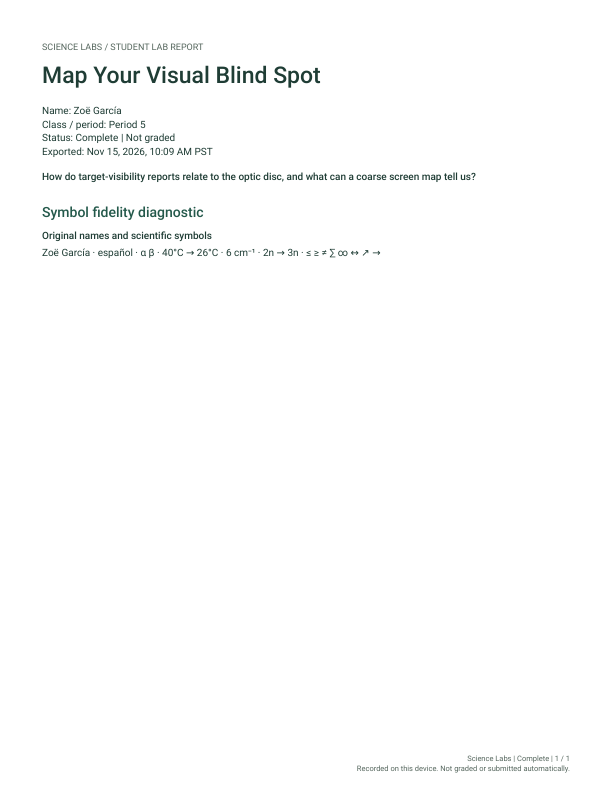 SCIENCE LABS / STUDENT LAB REPORT
Map Your Visual Blind Spot
Name: Zoë García
Class / period: Period 5
Status: Complete | Not graded
Exported: Nov 15, 2026, 10:09 AM PST
How do target-visibility reports relate to the optic disc, and what can a coarse screen map tell us?
Symbol fidelity diagnostic
Original names and scientific symbols
Zoë García · español · α β · 40°C → 26°C · 6 cm⁻¹ · 2n → 3n · ≤ ≥ ≠ ∑ ∞ ↔ ↗ →
Science Labs | Complete | 1 / 1
Recorded on this device. Not graded or submitted automatically.